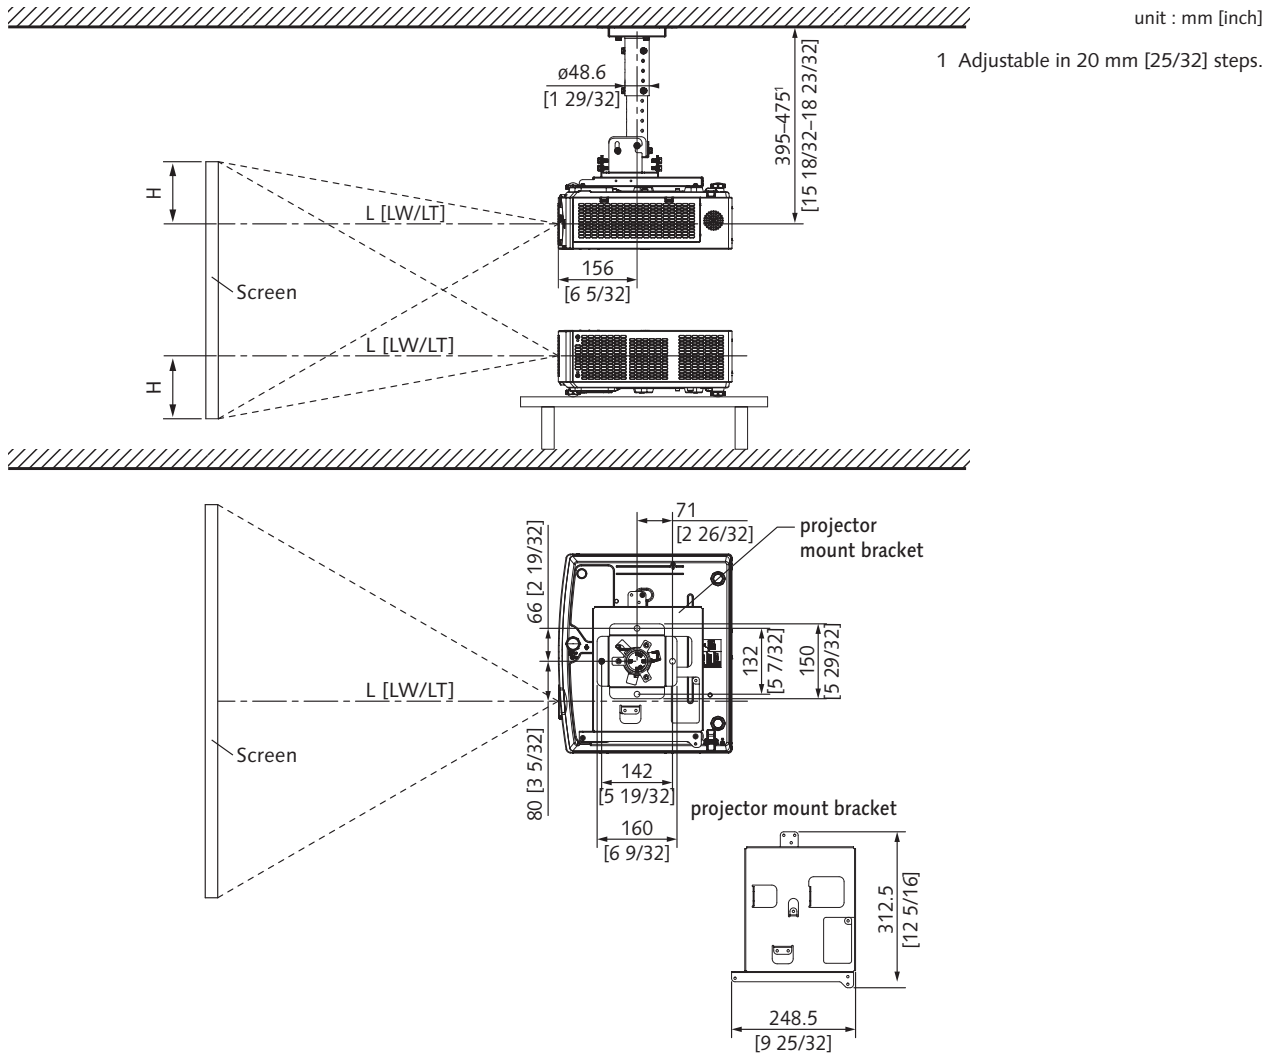 unit : mm [inch]
1 Adjustable in 20 mm [25/32] steps.
ø48.6
[1 29/32]
395–475¹
[15 18/32–18 23/32]
H
L [LW/LT]
156
[6 5/32]
Screen
L [LW/LT]
H
71
[2 26/32]
projector
mount bracket
66 [2 19/32]
132
[5 7/32]
150
[5 29/32]
L [LW/LT]
Screen
80 [3 5/32]
142
[5 19/32]
160
[6 9/32]
projector mount bracket
312.5
[12 5/16]
248.5
[9 25/32]